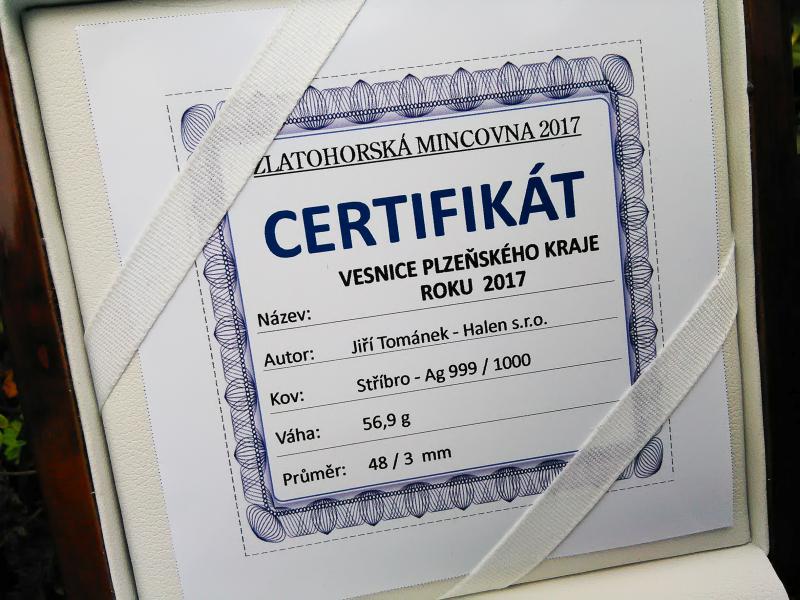 ZLATOHORSKÁ MINCOVNA 2017
CERTIFIKÁT
VESNICE PLZEŇSKÉHO KRAJE
ROKU 2017
Název:
Autor: Jiří Tománek - Halen s.r.o.
Kov: Stříbro - Ag 999 / 1000
Váha: 56,9 g
Průměr: 48 / 3 mm